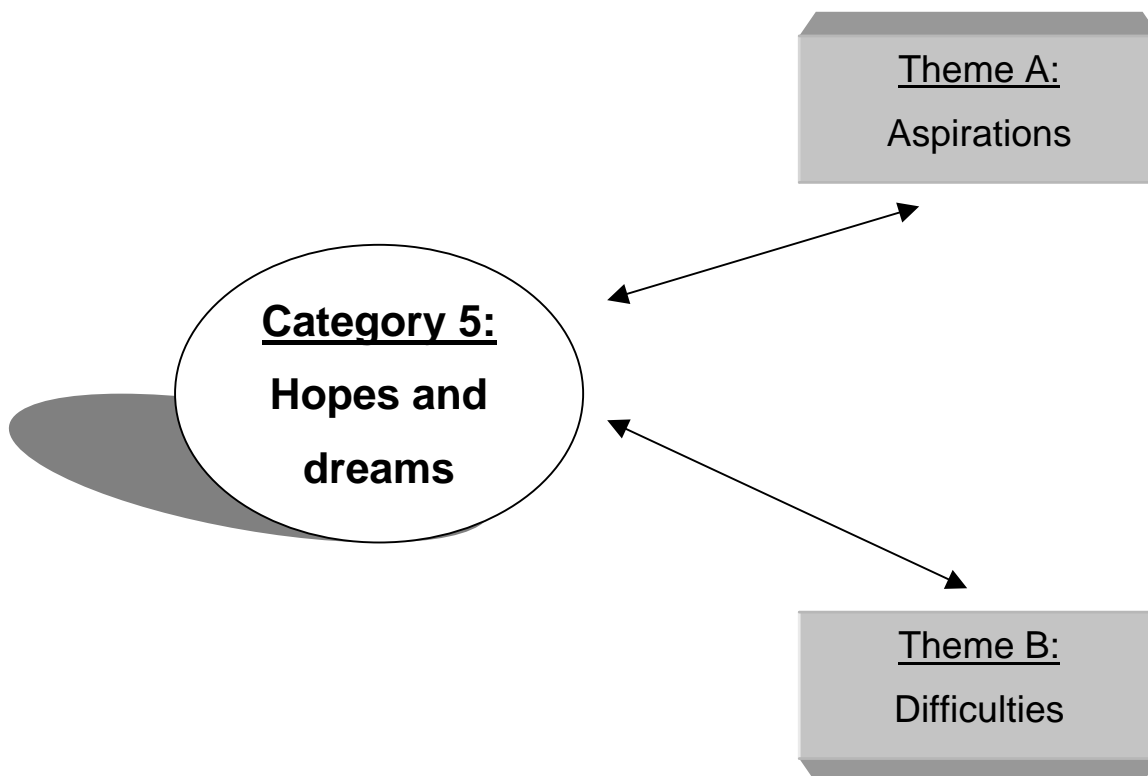 Theme A:
Aspirations
Category 5:
Hopes and
dreams
Theme B:
Difficulties